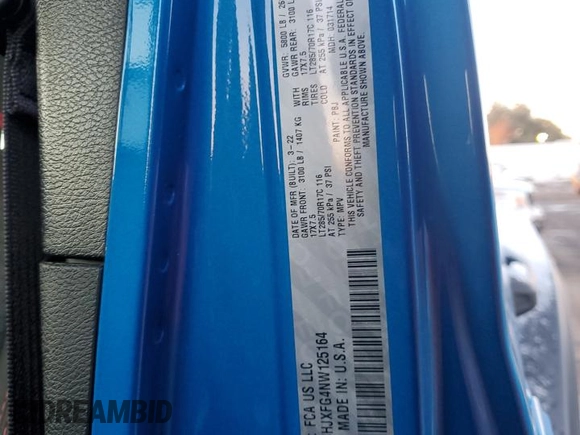 FCA US LLC
HJXFG4NW125164
MADE IN: U.S.A.
DATE OF MFR (BUILT): 3-22 GVWR: 5800 LB / 26
GAWR FRONT: 3100 LB / 1407 KG WITH GAWR REAR: 3100 L
17X7.5 RIMS 17X7.5
LT285/70R17C 116 TIRES LT285/70R17C 116
AT 255 kPa / 37 PSI COLD AT 255 kPa / 37 PSI
TYPE: MPV PAINT: PBJ MDH: 031714
THIS VEHICLE CONFORMS TO ALL APPLICABLE U.S.A. FEDERAL
SAFETY AND THEFT PREVENTION STANDARDS IN EFFECT O
MANUFACTURE SHOWN ABOVE.
DREAMBID